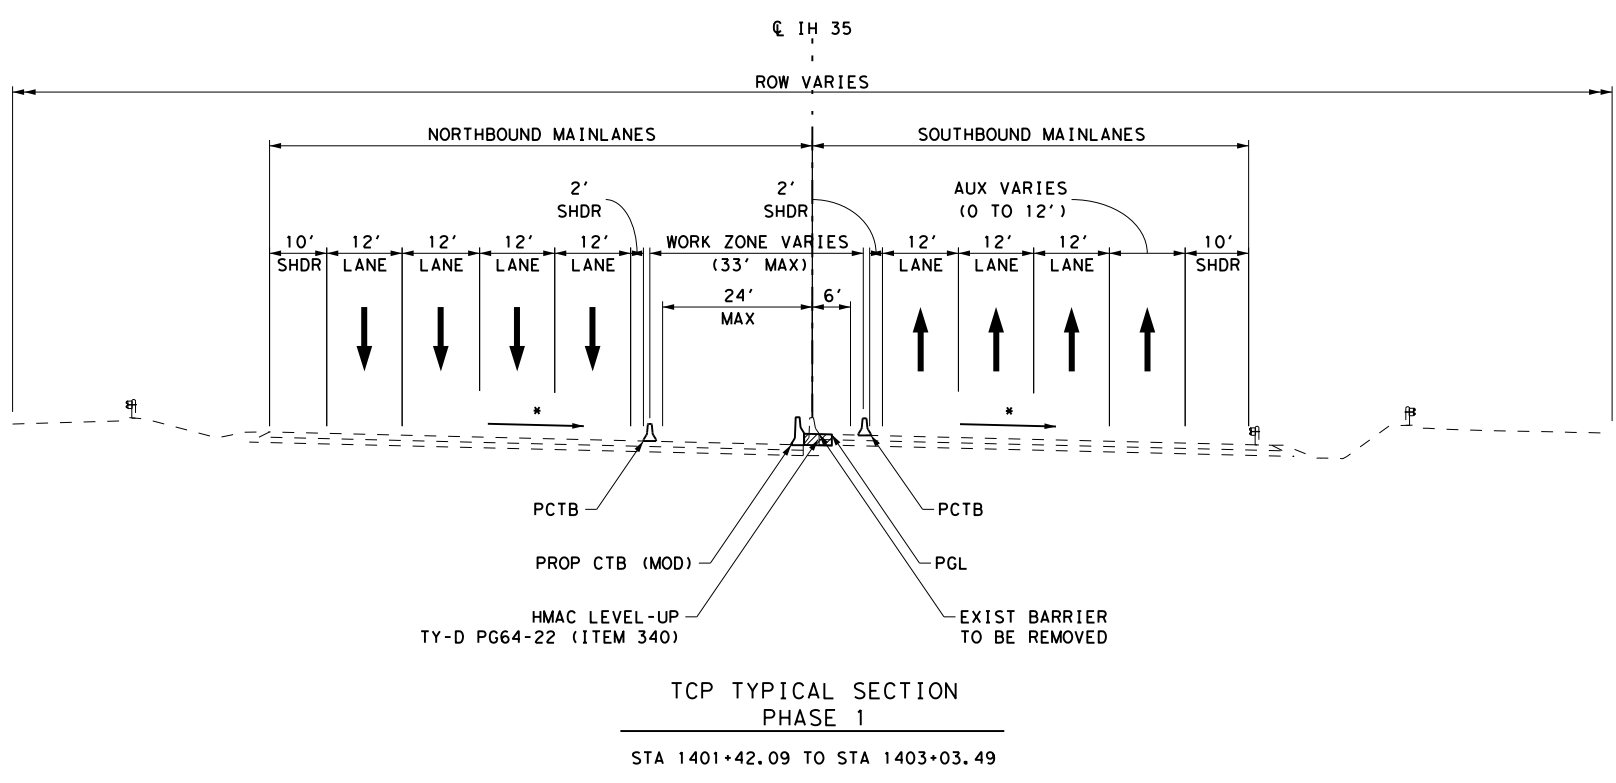 ℄ IH 35
ROW VARIES
NORTHBOUND MAINLANES
SOUTHBOUND MAINLANES
2'
SHDR
2'
SHDR
AUX VARIES
(0 TO 12')
10'
SHDR
12'
LANE
12'
LANE
12'
LANE
12'
LANE
WORK ZONE VARIES
(33' MAX)
12'
LANE
12'
LANE
12'
LANE
10'
SHDR
24'
MAX
6'
*
*
PCTB
PCTB
PROP CTB (MOD)
PGL
HMAC LEVEL-UP
TY-D PG64-22 (ITEM 340)
EXIST BARRIER
TO BE REMOVED
TCP TYPICAL SECTION
PHASE 1
STA 1401+42.09 TO STA 1403+03.49